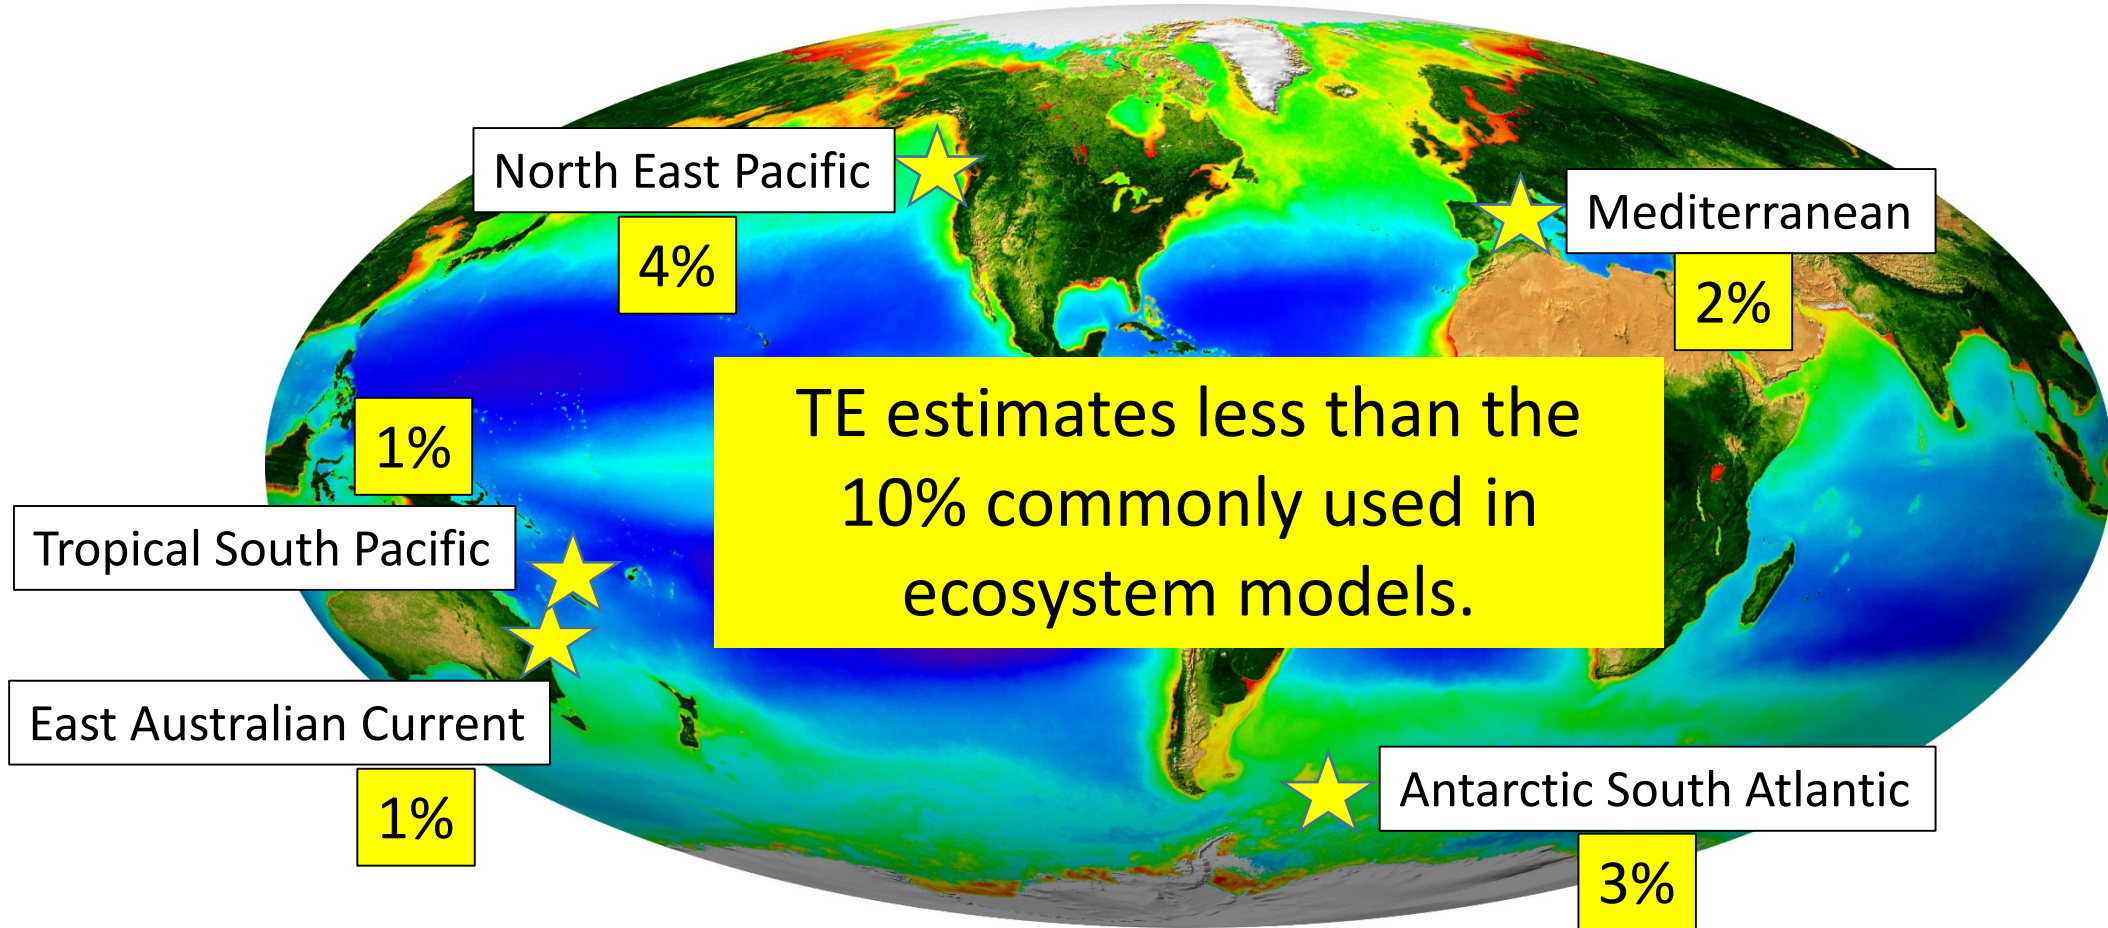 North East Pacific
4%
Mediterranean
2%
TE estimates less than the
10% commonly used in
ecosystem models.
1%
Tropical South Pacific
East Australian Current
1%
Antarctic South Atlantic
3%